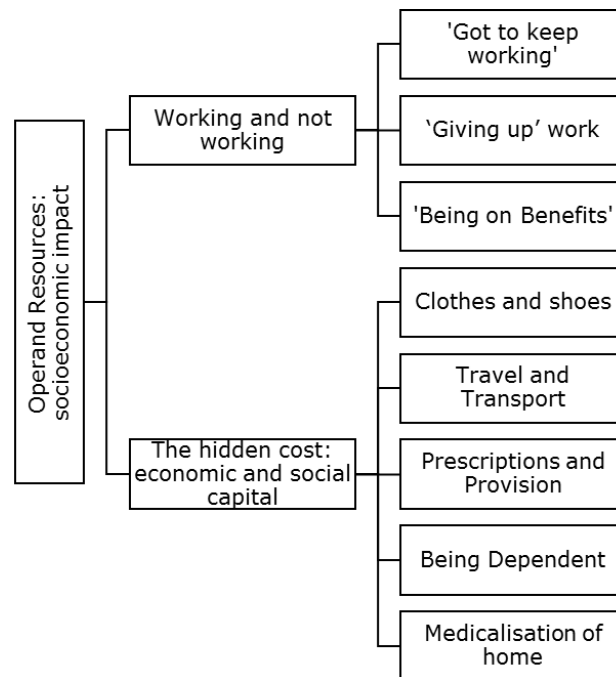 Operand Resources:
socioeconomic impact
Working and not
working
'Got to keep
working'
‘Giving up’ work
'Being on Benefits'
The hidden cost:
economic and social
capital
Clothes and shoes
Travel and
Transport
Prescriptions and
Provision
Being Dependent
Medicalisation of
home